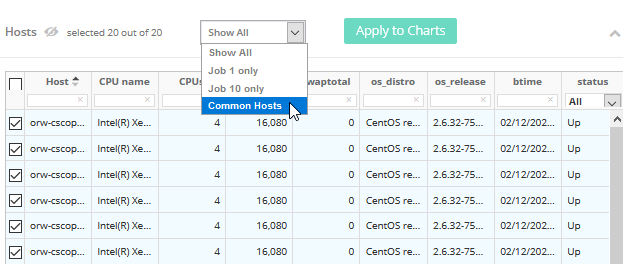 Hosts selected 20 out of 20 Show All Apply to Charts
Show All
Job 1 only
Job 10 only
Common Hosts
Host CPU name CPUs waptotal os_distro os_release btime status
All
orw-cscop... Intel(R) Xe... 4 16,080 0 CentOS re... 2.6.32-75... 02/12/202... Up
orw-cscop... Intel(R) Xe... 4 16,080 0 CentOS re... 2.6.32-75... 02/12/202... Up
orw-cscop... Intel(R) Xe... 4 16,080 0 CentOS re... 2.6.32-75... 02/12/202... Up
orw-cscop... Intel(R) Xe... 4 16,080 0 CentOS re... 2.6.32-75... 02/12/202... Up
orw-cscop... Intel(R) Xe... 4 16,080 0 CentOS re... 2.6.32-75... 02/12/202... Up
orw-cscop... Intel(R) Xe... 4 16,080 0 CentOS re... 2.6.32-75... 02/12/202... Up